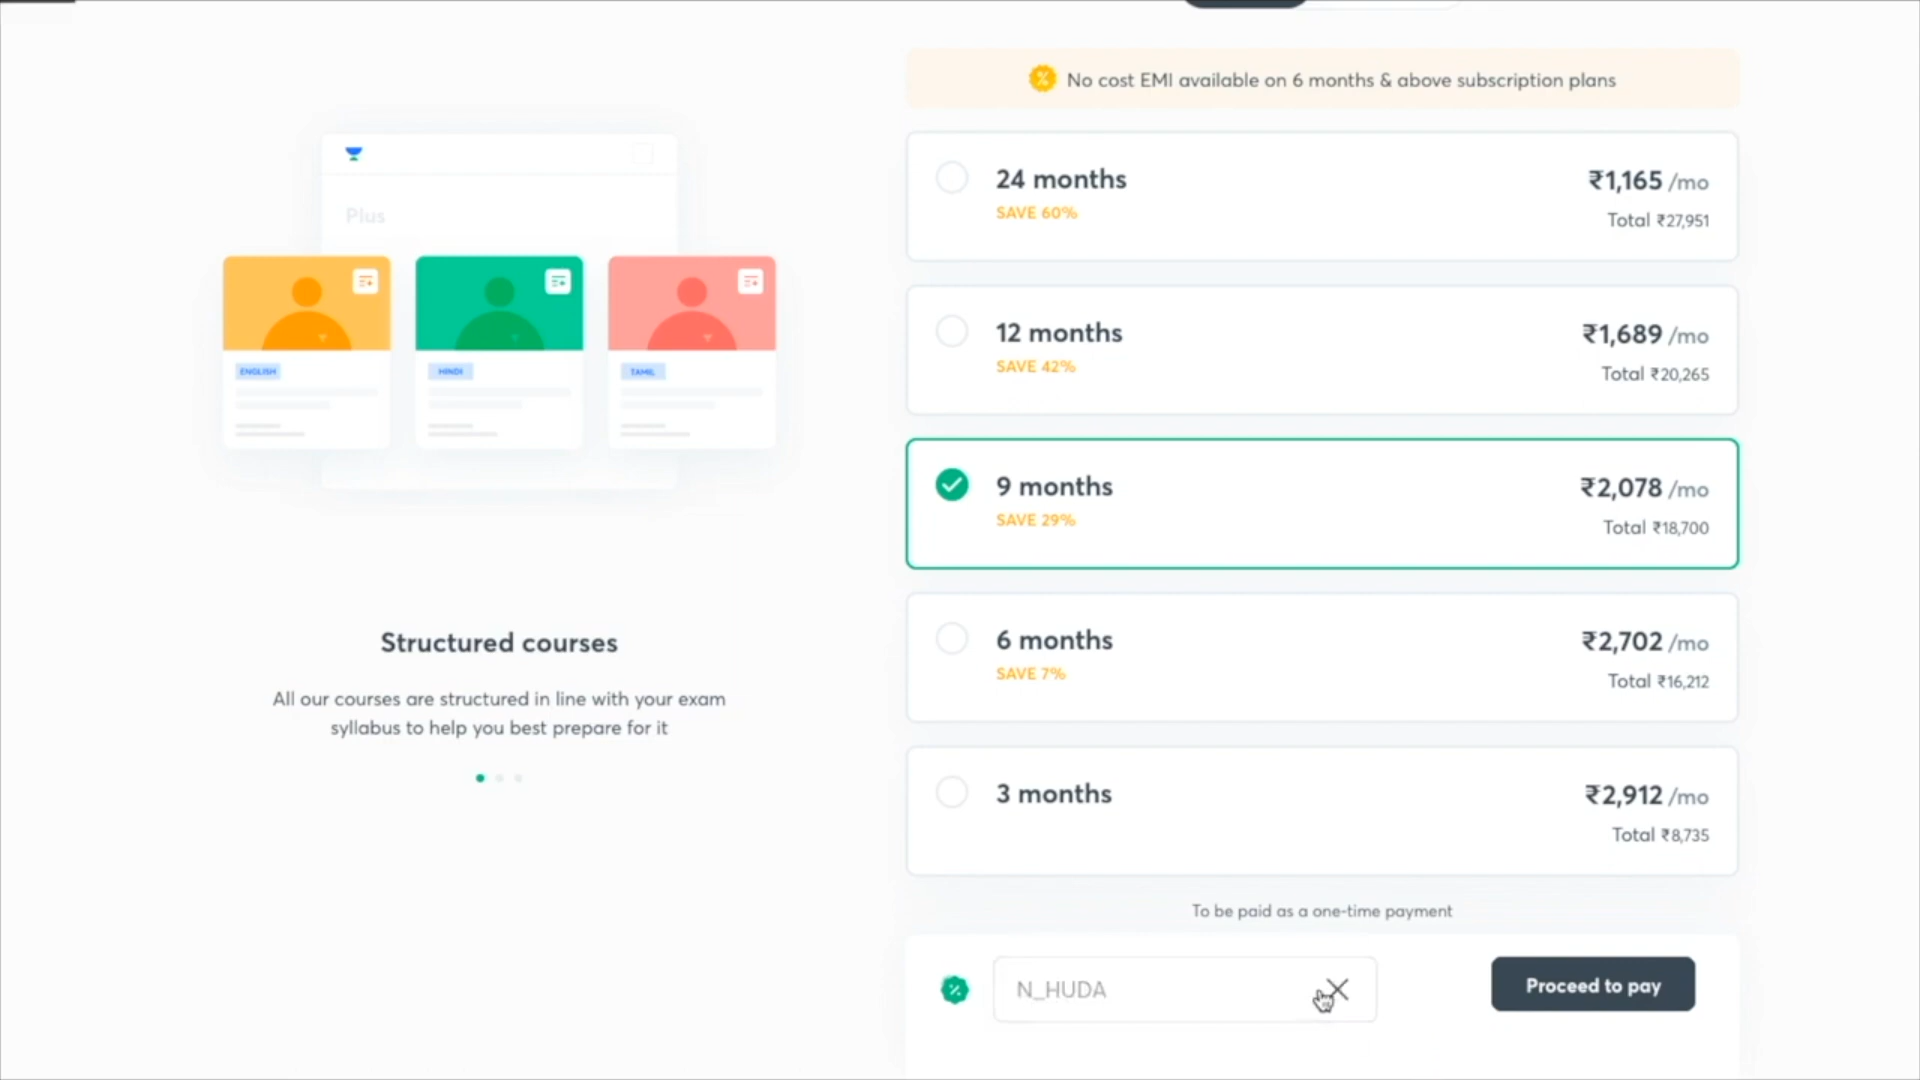 Plus
ENGLISH
HINDI
TAMIL
Structured courses
All our courses are structured in line with your exam
syllabus to help you best prepare for it
No cost EMI available on 6 months & above subscription plans
24 months
₹1,165 /mo
SAVE 60%
Total ₹27,951
12 months
₹1,689 /mo
SAVE 42%
Total ₹20,265
9 months
₹2,078 /mo
SAVE 29%
Total ₹18,700
6 months
₹2,702 /mo
SAVE 7%
Total ₹16,212
3 months
₹2,912 /mo
Total ₹8,735
To be paid as a one-time payment
N_HUDA
Proceed to pay